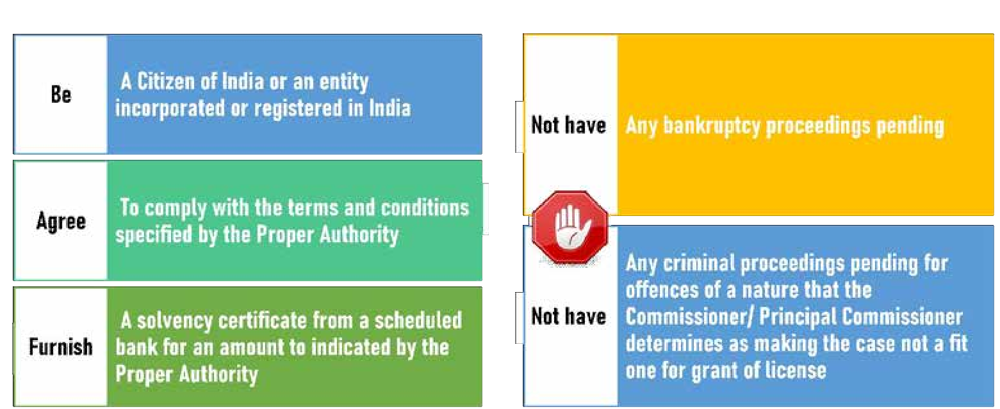 Be
A Citizen of India or an entity
incorporated or registered in India
Agree
To comply with the terms and conditions
specified by the Proper Authority
Furnish
A solvency certificate from a scheduled
bank for an amount to indicated by the
Proper Authority
Not have
Any bankruptcy proceedings pending
Not have
Any criminal proceedings pending for
offences of a nature that the
Commissioner/ Principal Commissioner
determines as making the case not a fit
one for grant of license